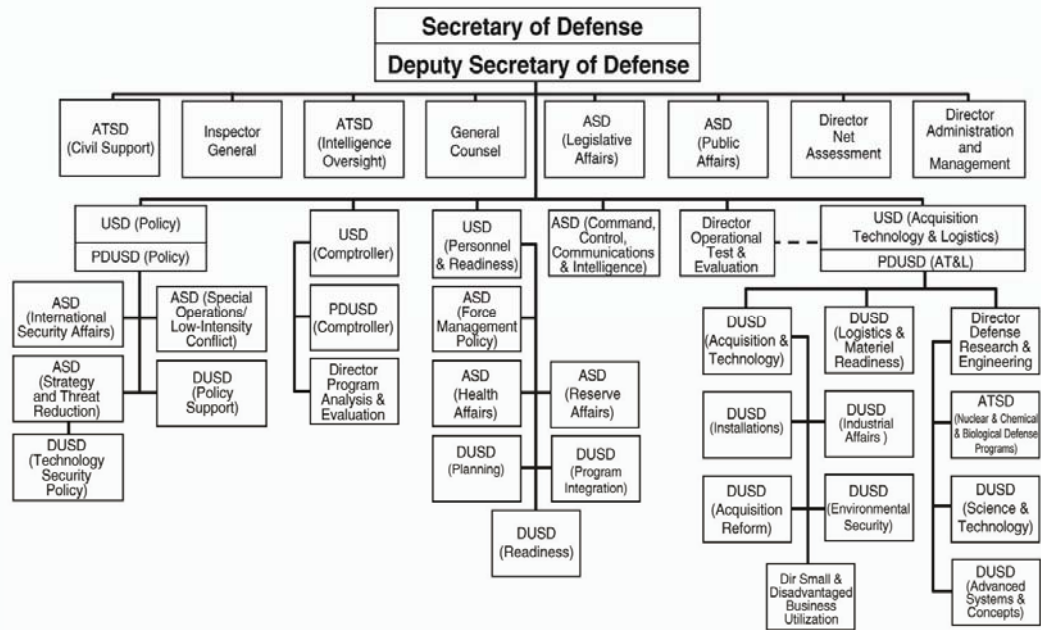 Secretary of Defense
Deputy Secretary of Defense
ATSD
(Civil Support)
Inspector
General
ATSD
(Intelligence
Oversight)
General
Counsel
ASD
(Legislative
Affairs)
ASD
(Public
Affairs)
Director
Net
Assessment
Director
Administration
and
Management
USD (Policy)
PDUSD (Policy)
USD
(Comptroller)
USD
(Personnel
& Readiness)
ASD (Command,
Control,
Communications
& Intelligence)
Director
Operational
Test &
Evaluation
USD (Acquisition
Technology & Logistics)
PDUSD (AT&L)
ASD
(International
Security Affairs)
ASD (Special
Operations/
Low-Intensity
Conflict)
PDUSD
(Comptroller)
ASD
(Force
Management
Policy)
DUSD
(Acquisition &
Technology)
DUSD
(Logistics &
Materiel
Readiness)
Director
Defense
Research &
Engineering
ASD
(Strategy
and Threat
Reduction)
DUSD
(Policy
Support)
Director
Program
Analysis &
Evaluation
ASD
(Health
Affairs)
ASD
(Reserve
Affairs)
DUSD
(Installations)
DUSD
(Industrial
Affairs )
ATSD
(Nuclear & Chemical
& Biological Defense
Programs)
DUSD
(Technology
Security
Policy)
DUSD
(Planning)
DUSD
(Program
Integration)
DUSD
(Acquisition
Reform)
DUSD
(Environmental
Security)
DUSD
(Science &
Technology)
DUSD
(Readiness)
Dir Small &
Disadvantaged
Business
Utilization
DUSD
(Advanced
Systems &
Concepts)